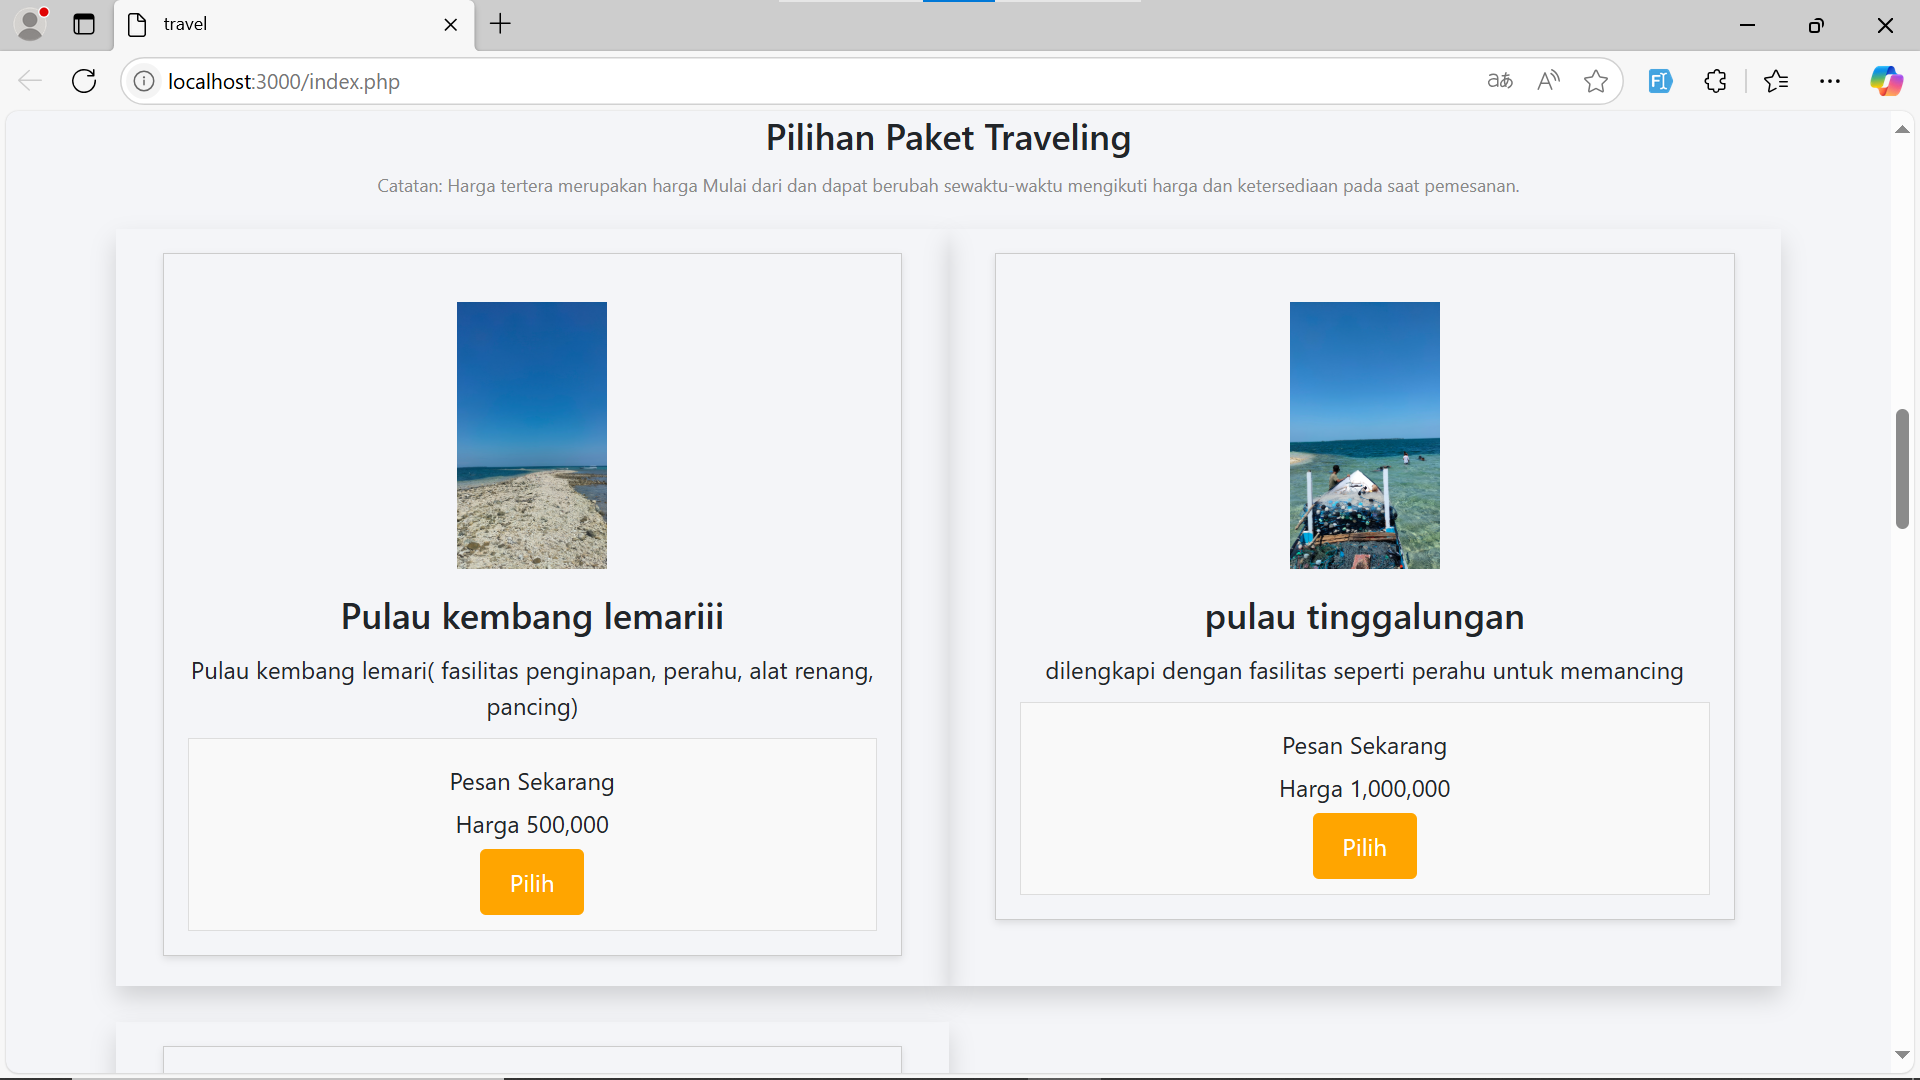 travel
localhost:3000/index.php
Pilihan Paket Traveling
Catatan: Harga tertera merupakan harga Mulai dari dan dapat berubah sewaktu-waktu mengikuti harga dan ketersediaan pada saat pemesanan.
Pulau kembang lemariii
Pulau kembang lemari( fasilitas penginapan, perahu, alat renang,
pancing)
Pesan Sekarang
Harga 500,000
Pilih
pulau tinggalungan
dilengkapi dengan fasilitas seperti perahu untuk memancing
Pesan Sekarang
Harga 1,000,000
Pilih